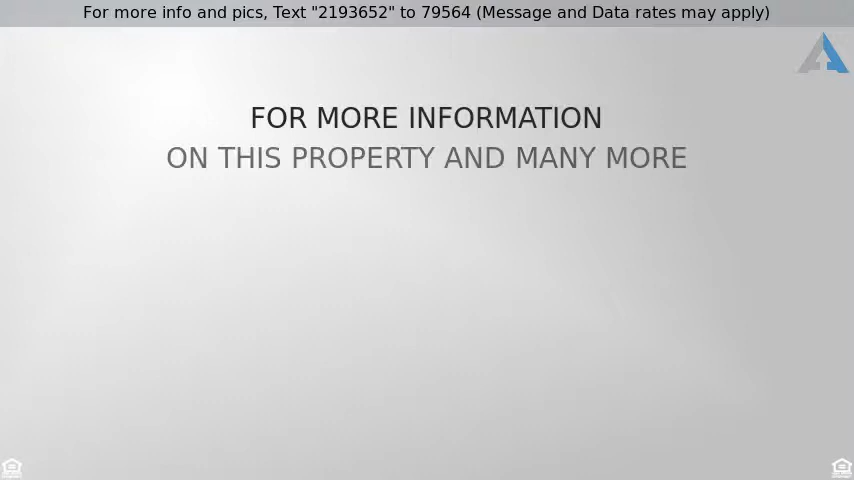 For more info and pics, Text "2193652" to 79564 (Message and Data rates may apply)
FOR MORE INFORMATION
ON THIS PROPERTY AND MANY MORE